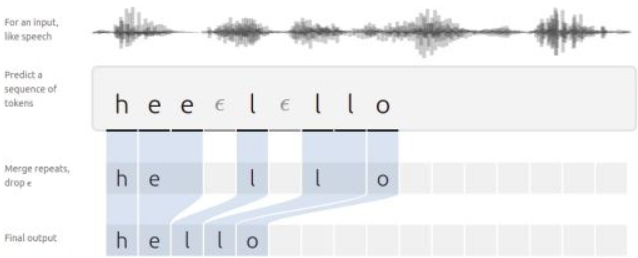 For an input,
like speech
Predict a
sequence of
tokens
h e e ϵ l ϵ l l o
Merge repeats,
drop ϵ
h e l l o
Final output
h e l l o